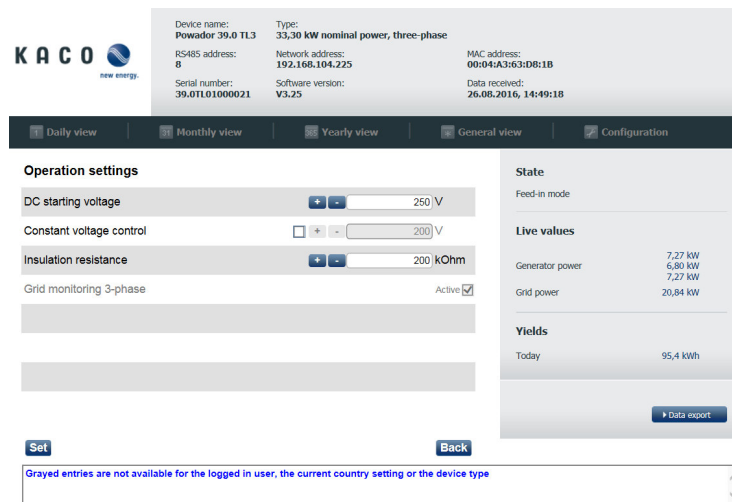 KACO
new energy.
Device name:
Powador 39.0 TL3
Type:
33,30 kW nominal power, three-phase
RS485 address:
8
Network address:
192.168.104.225
MAC address:
00:04:A3:63:D8:1B
Serial number:
39.0TL01000021
Software version:
V3.25
Data received:
26.08.2016, 14:49:18
1 Daily view
31 Monthly view
365 Yearly view
General view
Configuration
Operation settings
DC starting voltage + - 250 V
Constant voltage control + - 200 V
Insulation resistance + - 200 kOhm
Grid monitoring 3-phase Active
Set
Back
State
Feed-in mode
Live values
Generator power
7,27 kW
6,80 kW
7,27 kW
Grid power 20,84 kW
Yields
Today 95,4 kWh
Data export
Grayed entries are not available for the logged in user, the current country setting or the device type